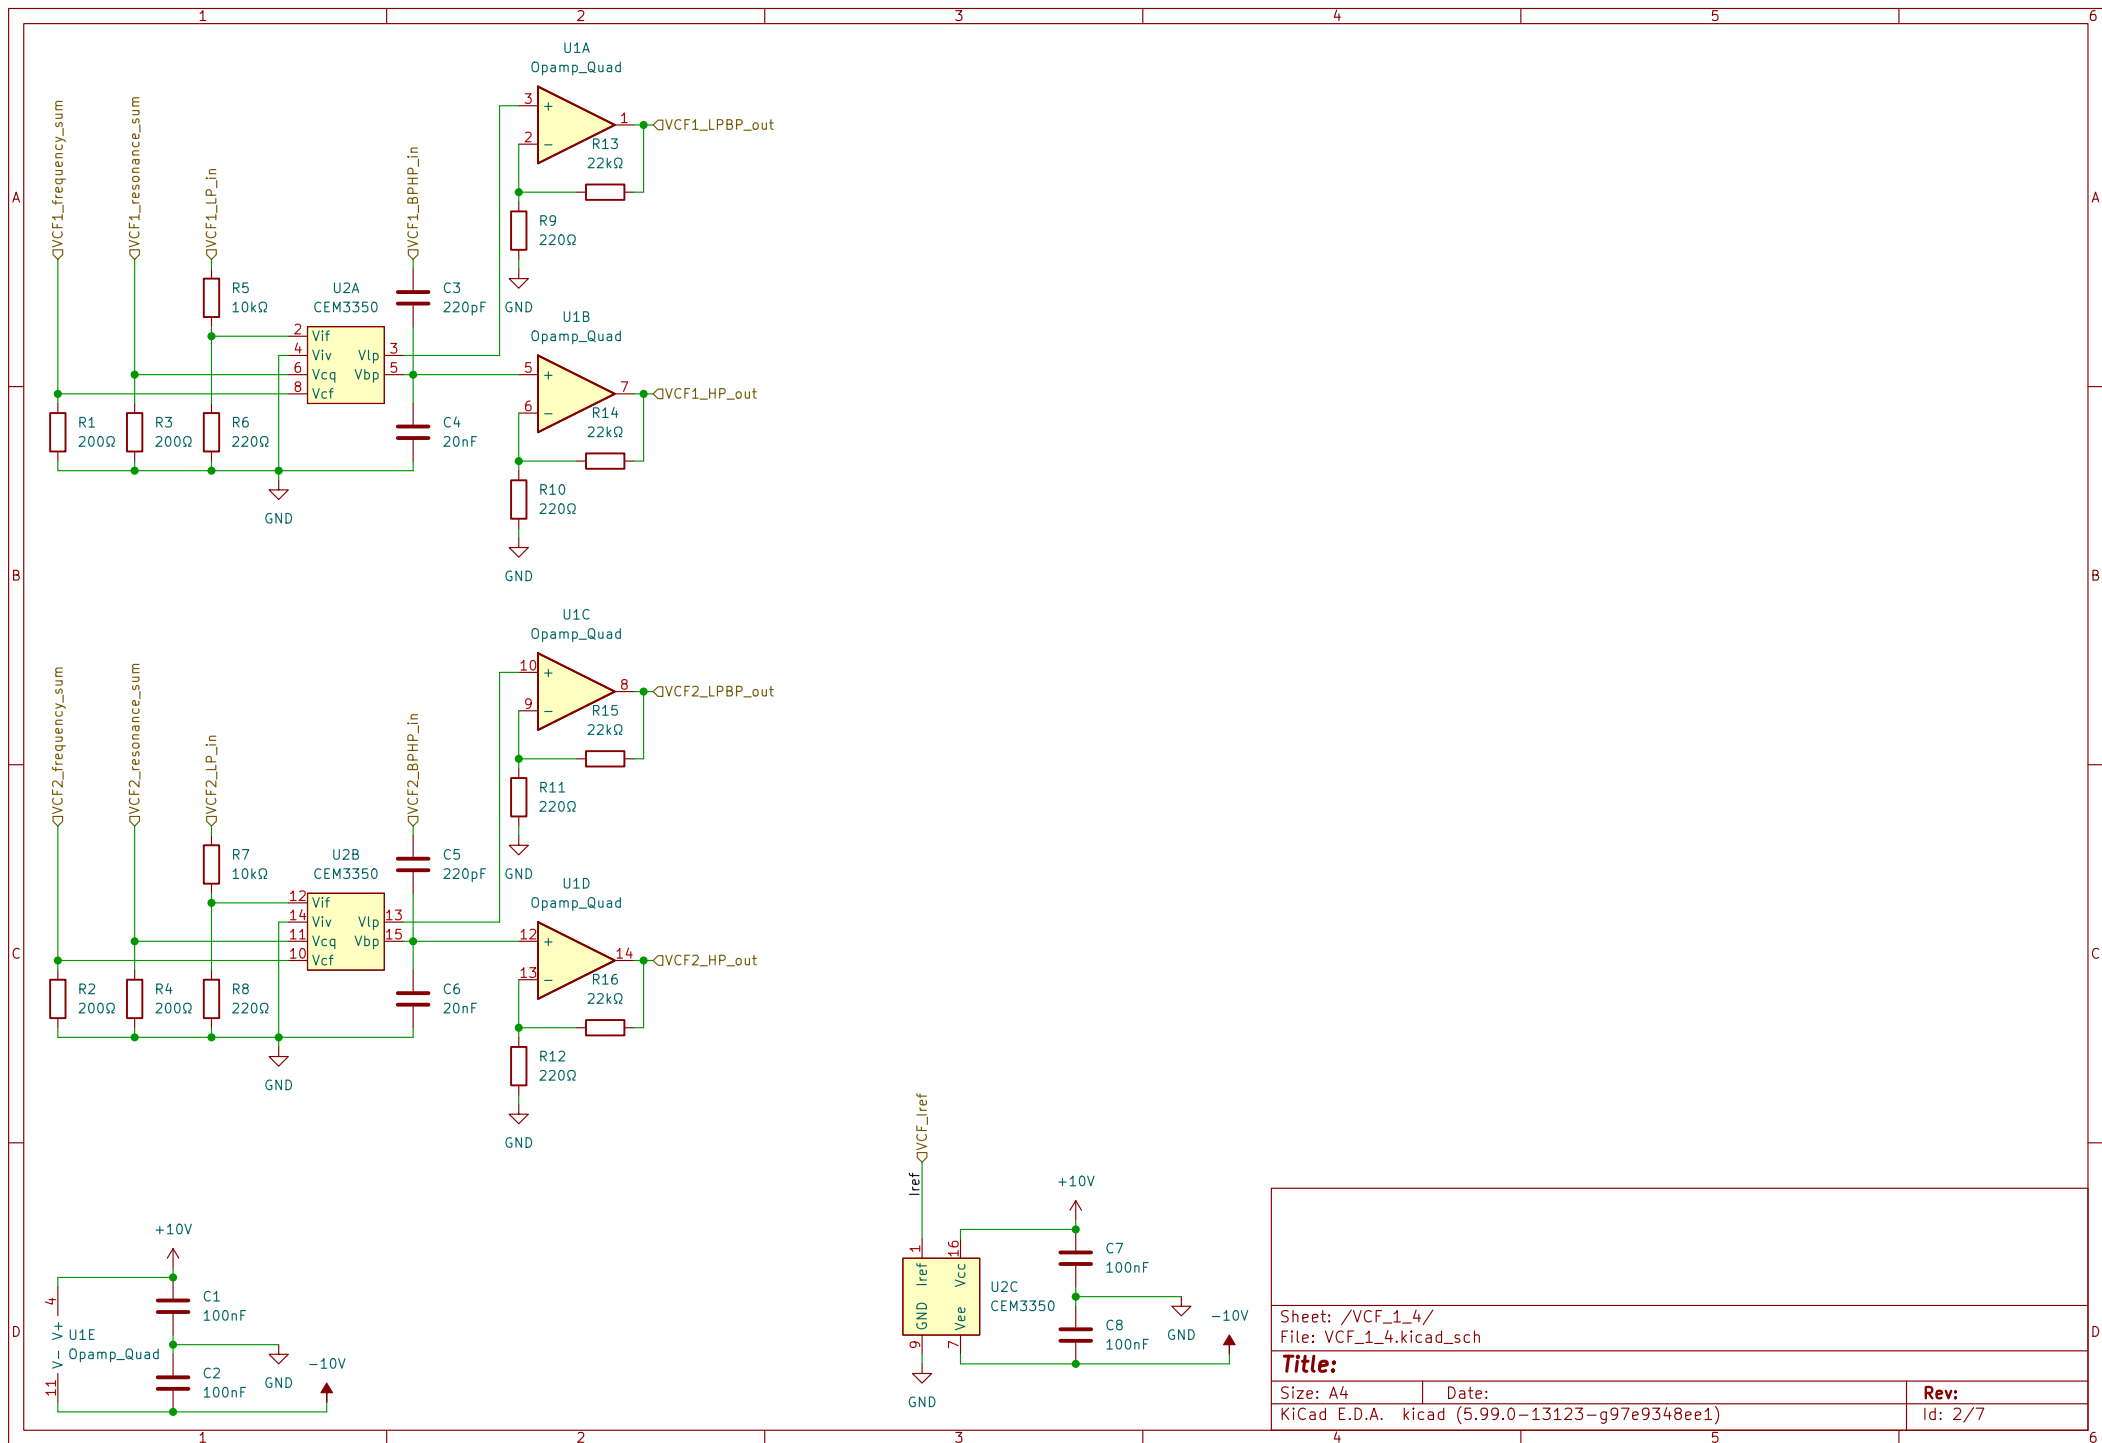 1 2 3 4 5 6
A
B
C
D
A
B
C
D
1 2 3 4 5 6
U1A
Opamp_Quad
3
+
2
−
1
VCF1_LPBP_out
R13
22kΩ
R9
220Ω
GND
VCF1_frequency_sum
VCF1_resonance_sum
VCF1_LP_in
VCF1_BPHP_in
R5
10kΩ
U2A
CEM3350
C3
220pF
2 Vif
4 Viv Vlp 3
6 Vcq Vbp 5
8 Vcf
R1
200Ω
R3
200Ω
R6
220Ω
C4
20nF
GND
U1B
Opamp_Quad
5
+
6
−
7
VCF1_HP_out
R14
22kΩ
R10
220Ω
GND
U1C
Opamp_Quad
10
+
9
−
8
VCF2_LPBP_out
R15
22kΩ
R11
220Ω
GND
VCF2_frequency_sum
VCF2_resonance_sum
VCF2_LP_in
VCF2_BPHP_in
R7
10kΩ
U2B
CEM3350
C5
220pF
12 Vif
14 Viv Vlp 13
11 Vcq Vbp 15
10 Vcf
R2
200Ω
R4
200Ω
R8
220Ω
C6
20nF
GND
U1D
Opamp_Quad
12
+
13
−
14
VCF2_HP_out
R16
22kΩ
R12
220Ω
GND
+10V
4
V+
V−
11
U1E
Opamp_Quad
C1
100nF
C2
100nF
GND
−10V
VCF_Iref
Iref
1
16
Iref
Vcc
GND
Vee
9
7
U2C
CEM3350
GND
+10V
C7
100nF
C8
100nF
GND
−10V
Sheet: /VCF_1_4/
File: VCF_1_4.kicad_sch
Title:
Size: A4 Date: Rev:
KiCad E.D.A. kicad (5.99.0-13123-g97e9348ee1) Id: 2/7